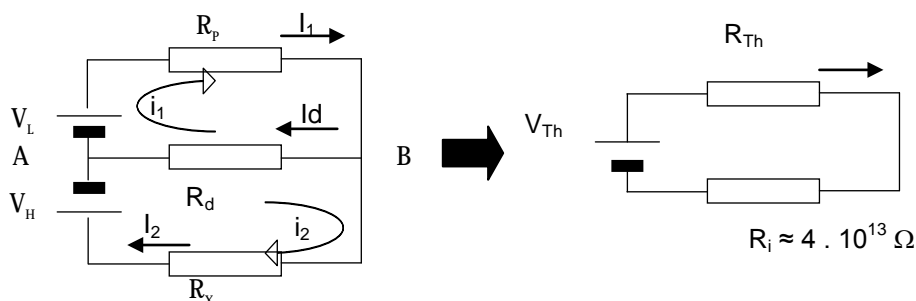 R_P
I_1
R_Th
i_1
V_L
Id
V_Th
A
B
R_d
V_H
I_2
i_2
R_i ≈ 4 . 10^13 Ω
R_X